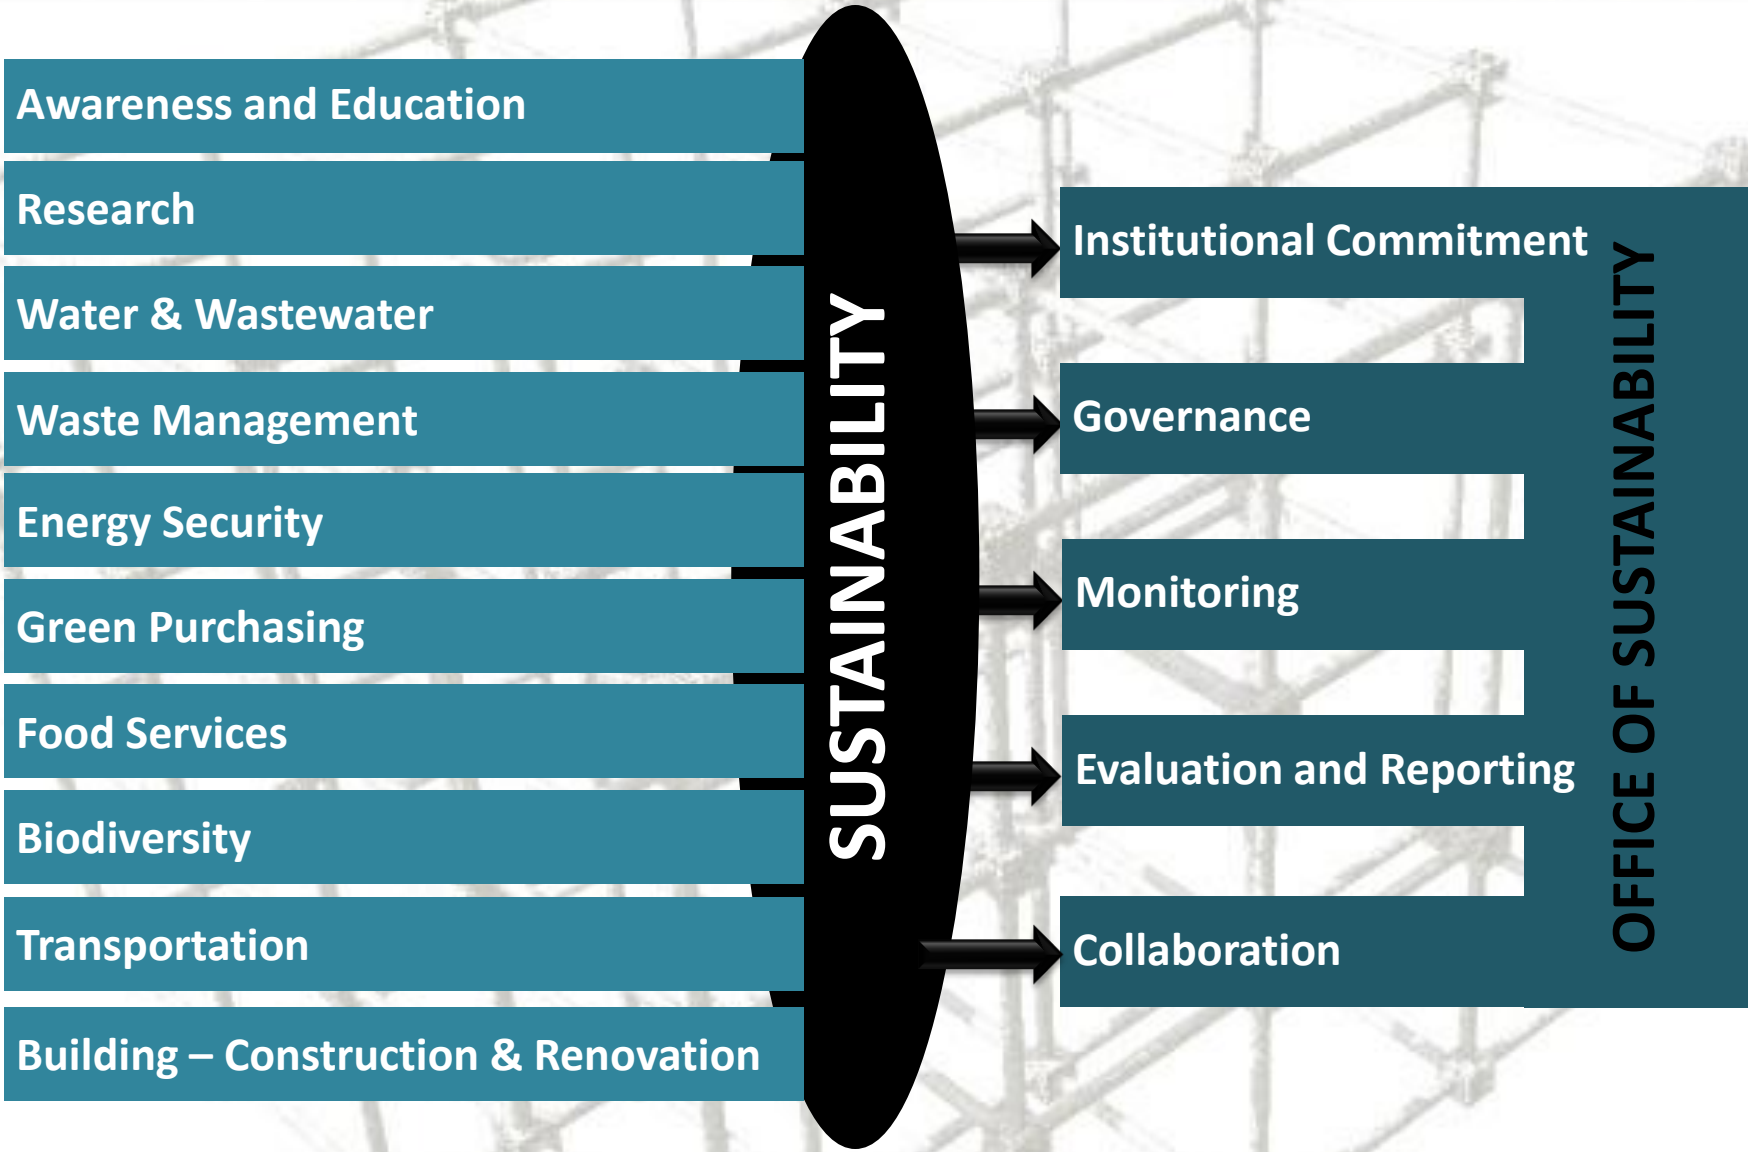 Awareness and Education
Research
Water & Wastewater
Waste Management
Energy Security
Green Purchasing
Food Services
Biodiversity
Transportation
Building – Construction & Renovation
SUSTAINABILITY
Institutional Commitment
Governance
Monitoring
Evaluation and Reporting
Collaboration
OFFICE OF SUSTAINABILITY